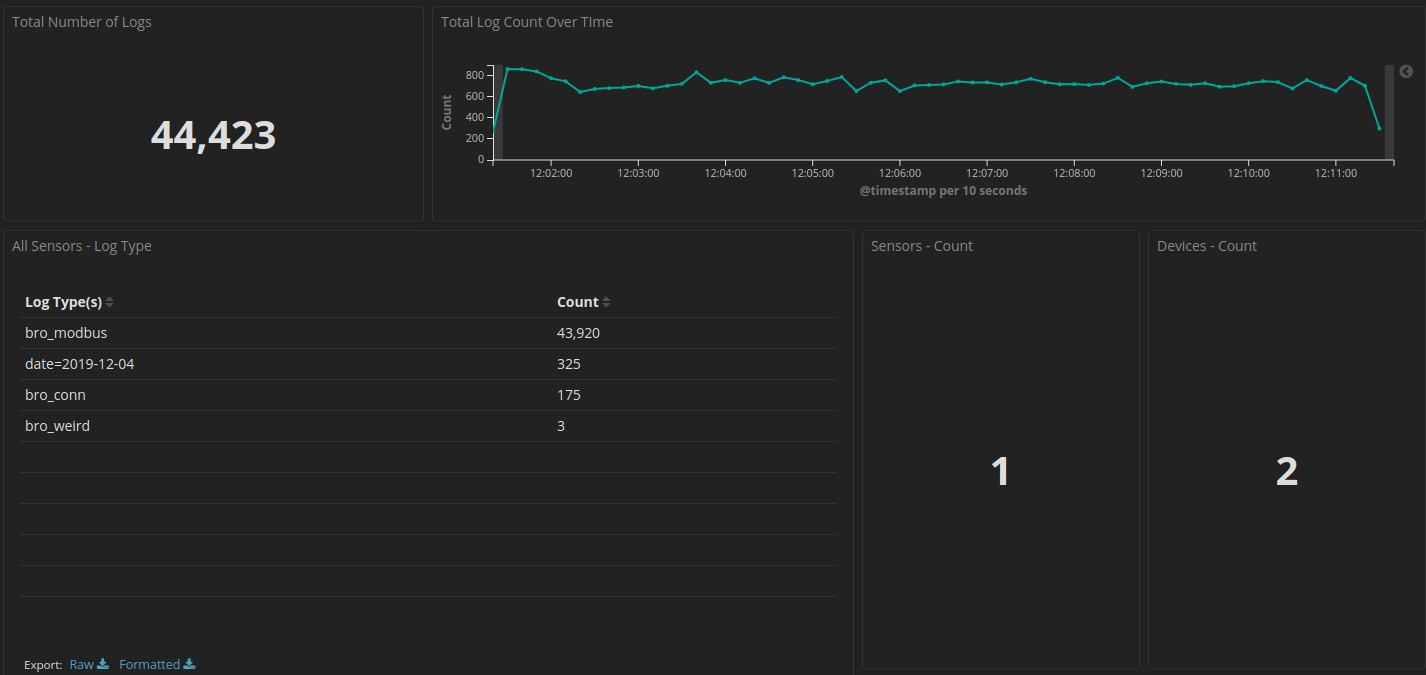 Total Number of Logs
44,423
Total Log Count Over TIme
Count
800
600
400
200
0
12:02:00 12:03:00 12:04:00 12:05:00 12:06:00 12:07:00 12:08:00 12:09:00 12:10:00 12:11:00
@timestamp per 10 seconds
All Sensors - Log Type
Log Type(s) Count
bro_modbus 43,920
date=2019-12-04 325
bro_conn 175
bro_weird 3
Export: Raw Formatted
Sensors - Count
1
Devices - Count
2